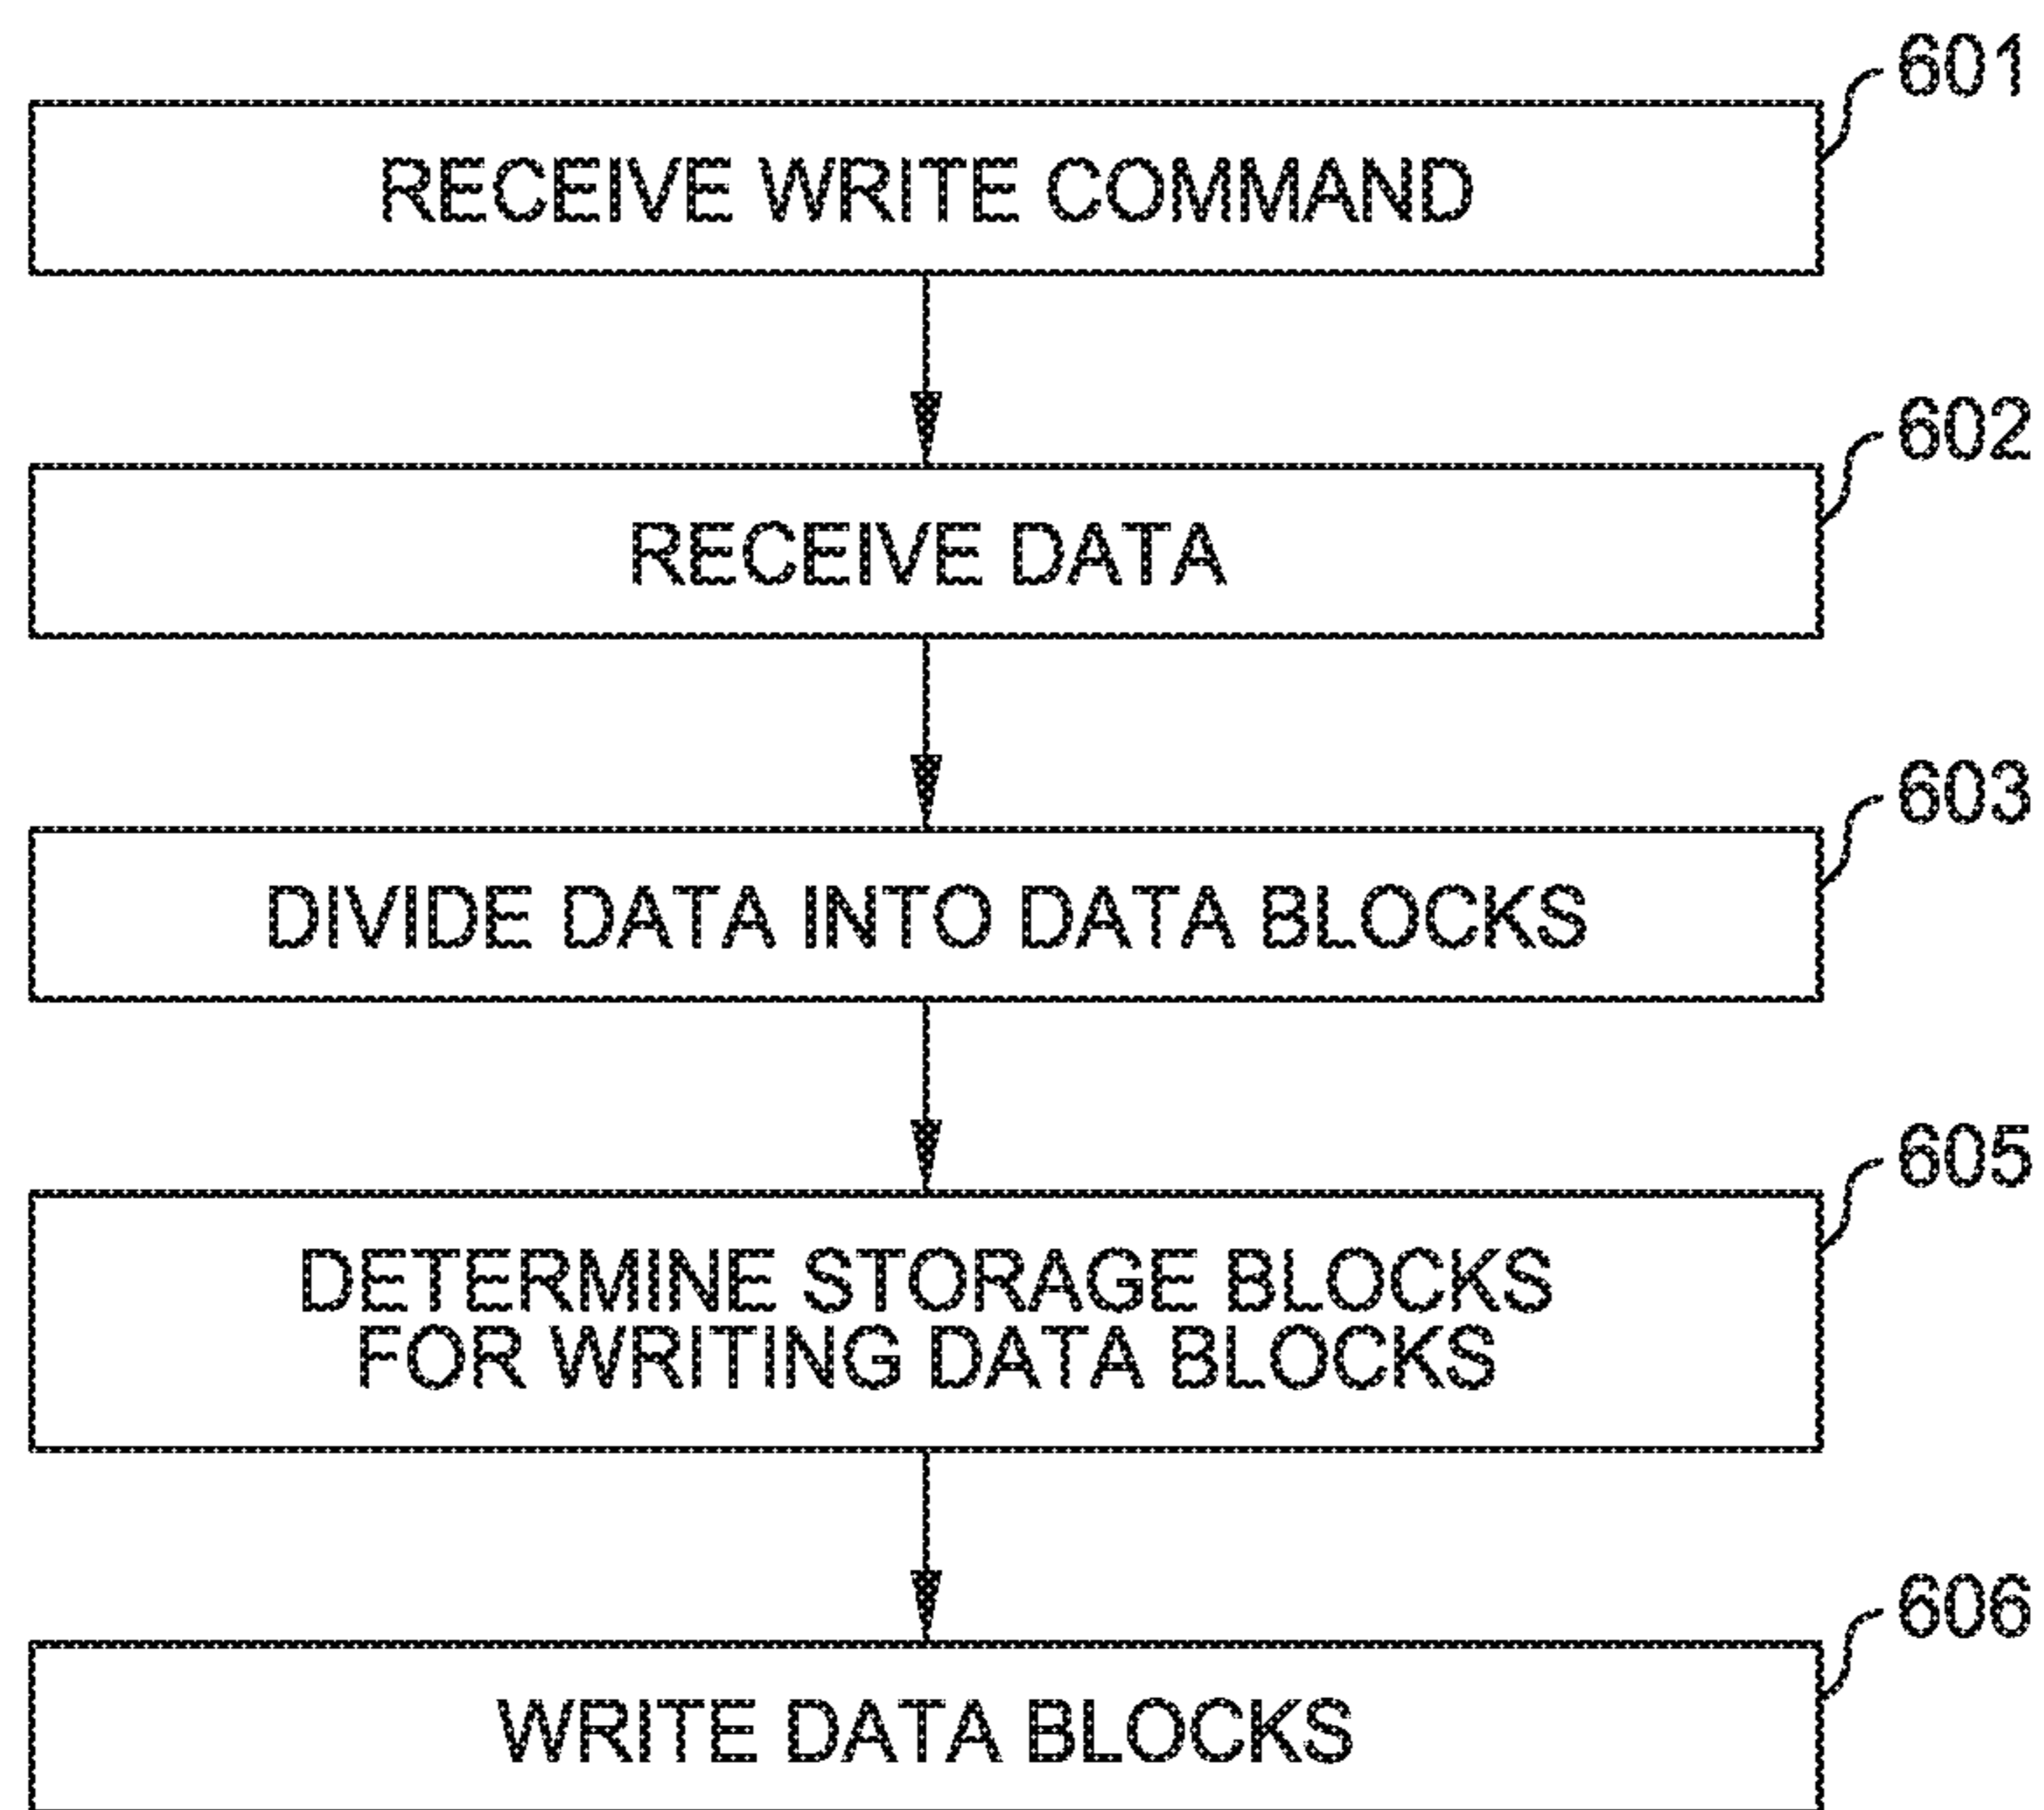 601
RECEIVE WRITE COMMAND
602
RECEIVE DATA
603
DIVIDE DATA INTO DATA BLOCKS
605
DETERMINE STORAGE BLOCKS
FOR WRITING DATA BLOCKS
606
WRITE DATA BLOCKS